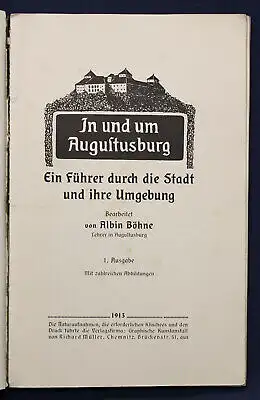 In und um
Augustusburg
Ein Führer durch die Stadt
und ihre Umgebung
Bearbeitet
von Albin Böhne
Lehrer in Augustusburg
1. Ausgabe
Mit zahlreichen Abbildungen
1913
Die Naturaufnahmen, die erforderlichen Klischees und den
Druck führte die Verlagsfirma: Graphische Kunstanstalt
von Richard Müller, Chemnitz, Brückenstr. 51, aus